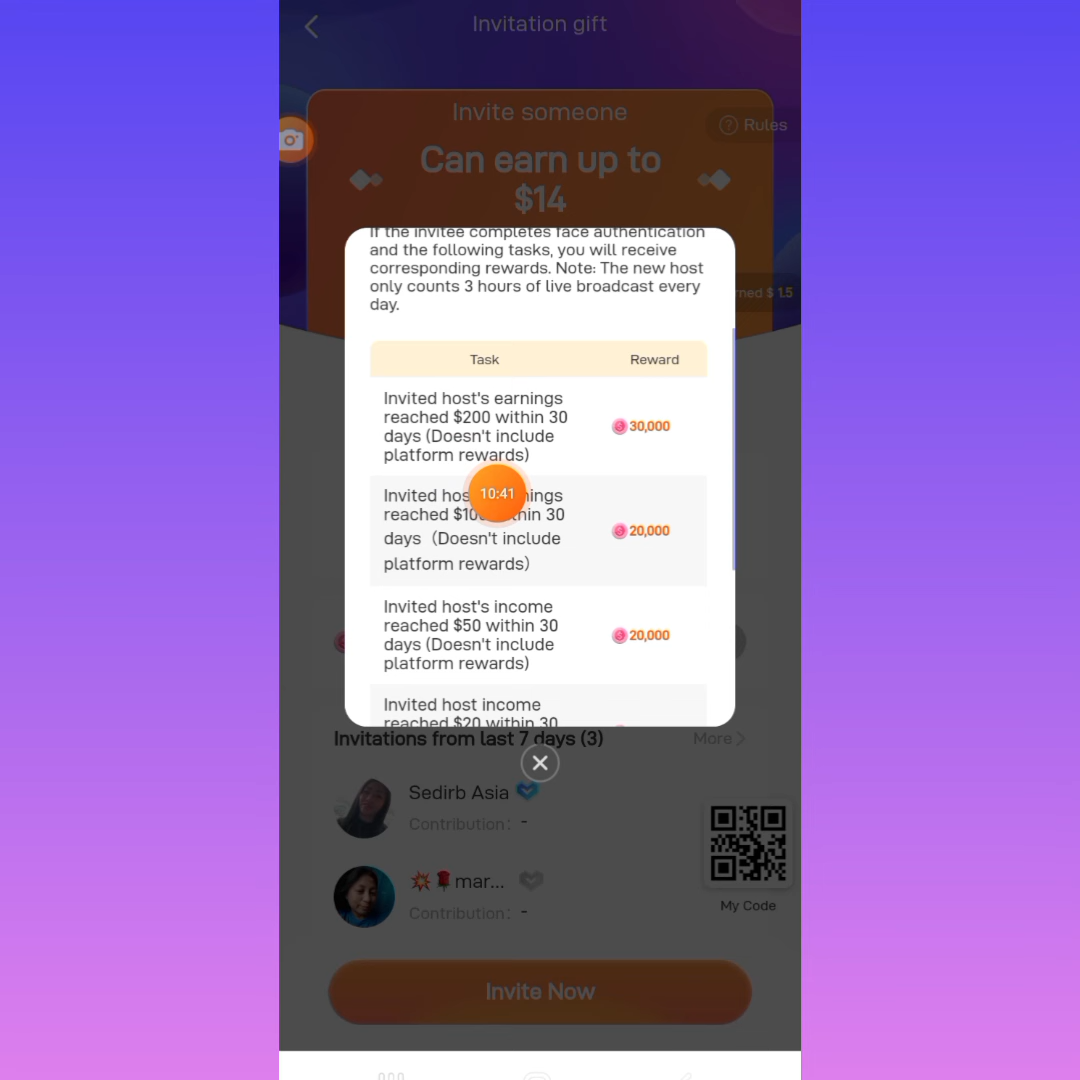 Invitation gift
Invite someone
Rules
Can earn up to
$14
If the invitee completes face authentication
and the following tasks, you will receive
corresponding rewards. Note: The new host
only counts 3 hours of live broadcast every
day.
rned $ 1.5
Task Reward
Invited host's earnings
reached $200 within 30
days (Doesn't include
platform rewards)
30,000
10:41
Invited
reached
30
days（Doesn't include
platform rewards）
20,000
Invited host's income
reached $50 within 30
days (Doesn't include
platform rewards)
20,000
Invited host income
reached $20 within 30
Invitations from last 7 days (3)
More
Sedirb Asia
Contribution： -
💥🌹mar...
Contribution： -
My Code
Invite Now